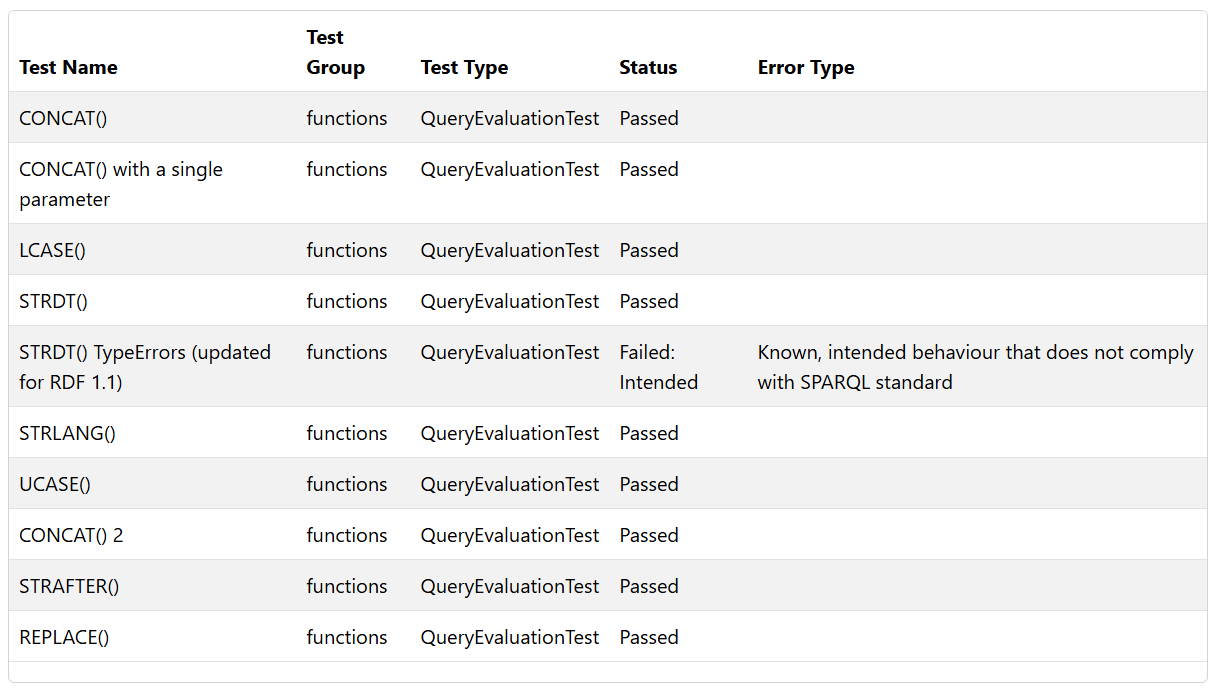 Test Name Test Group Test Type Status Error Type
CONCAT() functions QueryEvaluationTest Passed
CONCAT() with a single parameter functions QueryEvaluationTest Passed
LCASE() functions QueryEvaluationTest Passed
STRDT() functions QueryEvaluationTest Passed
STRDT() TypeErrors (updated for RDF 1.1) functions QueryEvaluationTest Failed: Intended Known, intended behaviour that does not comply with SPARQL standard
STRLANG() functions QueryEvaluationTest Passed
UCASE() functions QueryEvaluationTest Passed
CONCAT() 2 functions QueryEvaluationTest Passed
STRAFTER() functions QueryEvaluationTest Passed
REPLACE() functions QueryEvaluationTest Passed